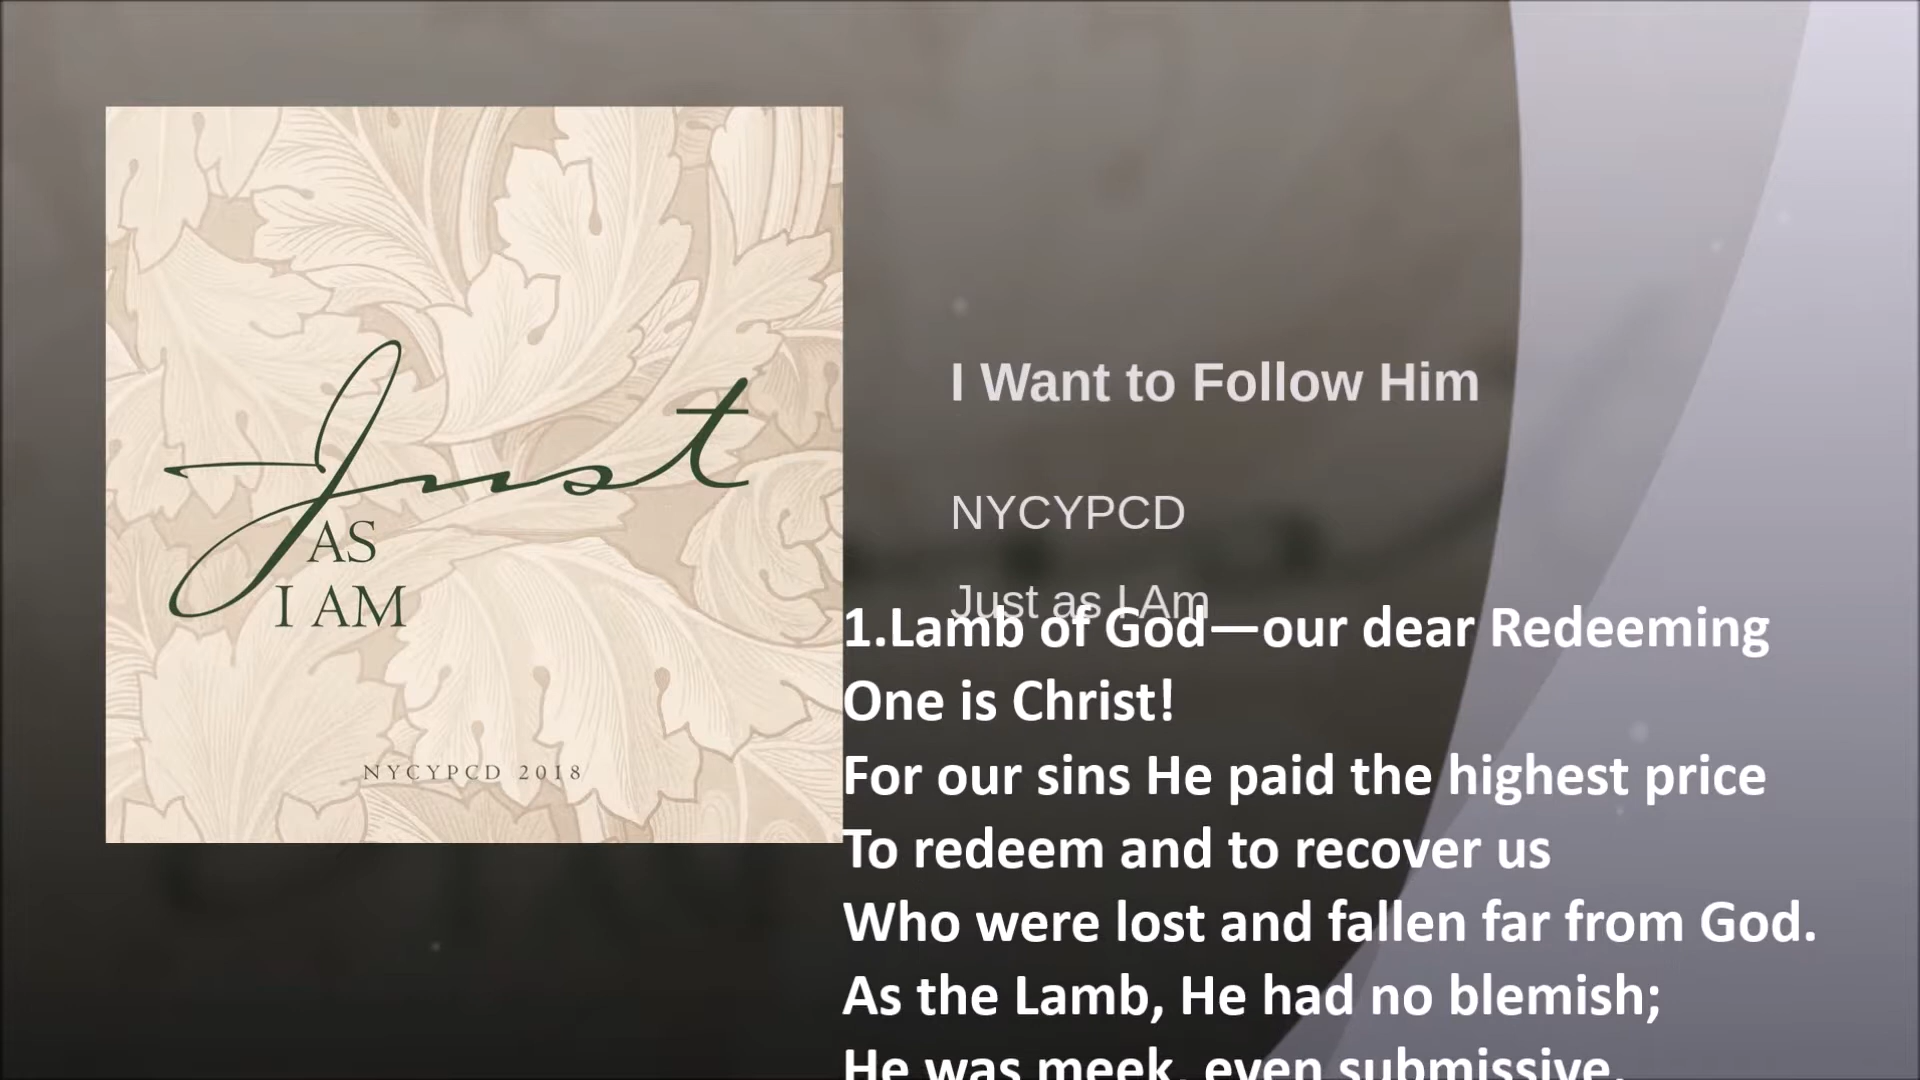 Just
AS
I AM
NYCYPCD 2018
I Want to Follow Him
NYCYPCD
Just as I Am
1.Lamb of God—our dear Redeeming
One is Christ!
For our sins He paid the highest price
To redeem and to recover us
Who were lost and fallen far from God.
As the Lamb, He had no blemish;
He was meek, even submissive.